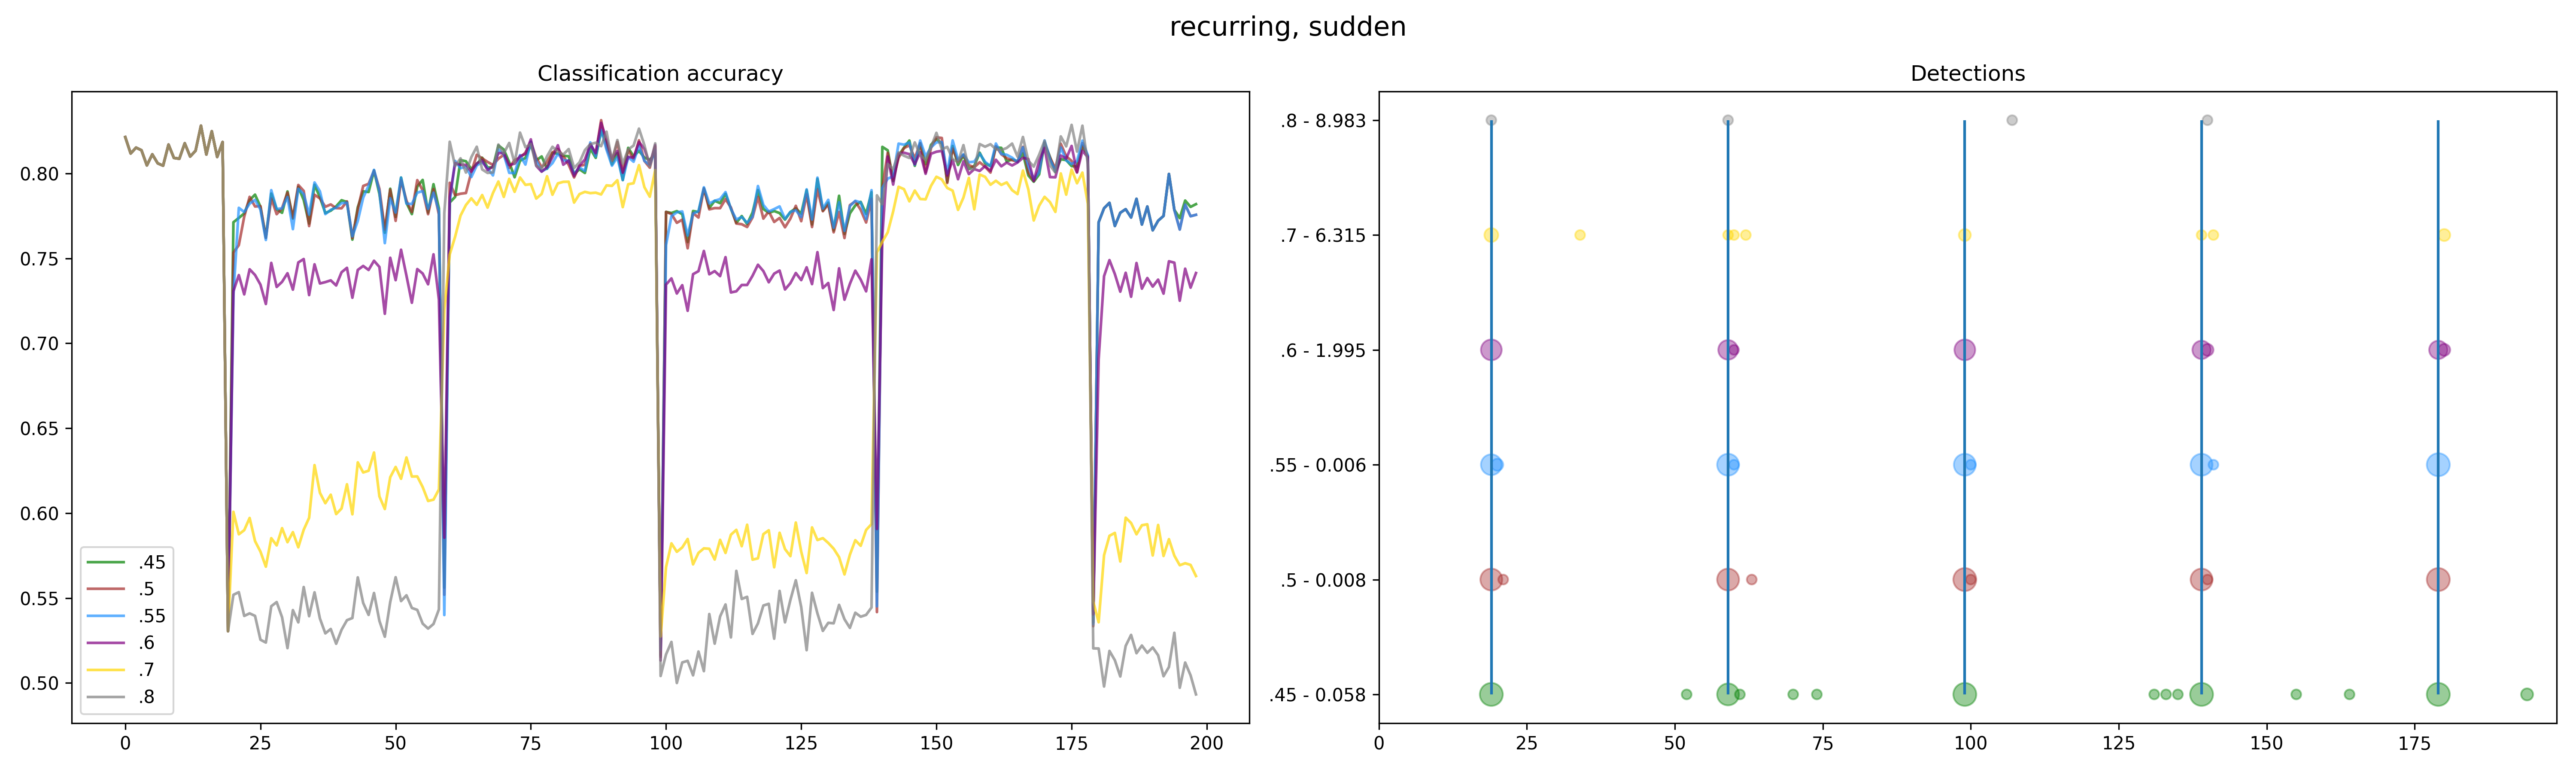 recurring, sudden
Classification accuracy
0.80
0.75
0.70
0.65
0.60
0.55
0.50
.45
.5
.55
.6
.7
.8
0 25 50 75 100 125 150 175 200
Detections
.8 - 8.983
.7 - 6.315
.6 - 1.995
.55 - 0.006
.5 - 0.008
.45 - 0.058
0 25 50 75 100 125 150 175